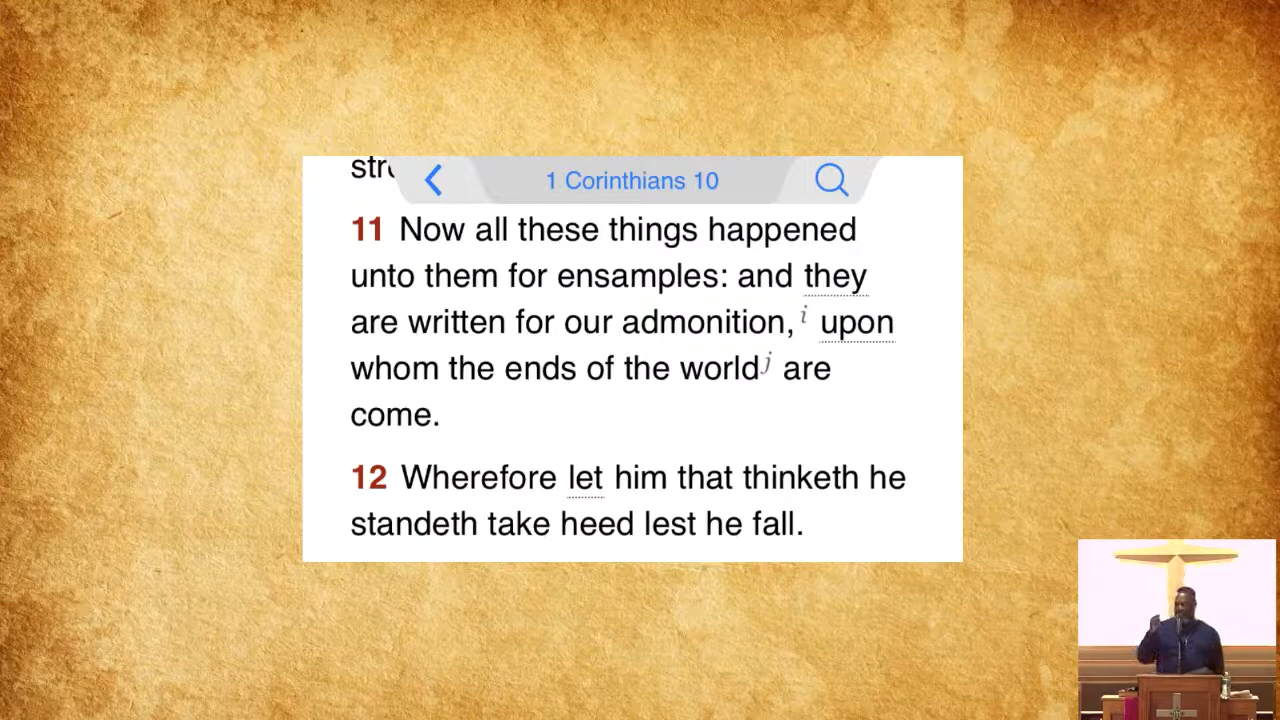 1 Corinthians 10
11 Now all these things happened
unto them for ensamples: and they
are written for our admonition, i upon
whom the ends of the world j are
come.
12 Wherefore let him that thinketh he
standeth take heed lest he fall.